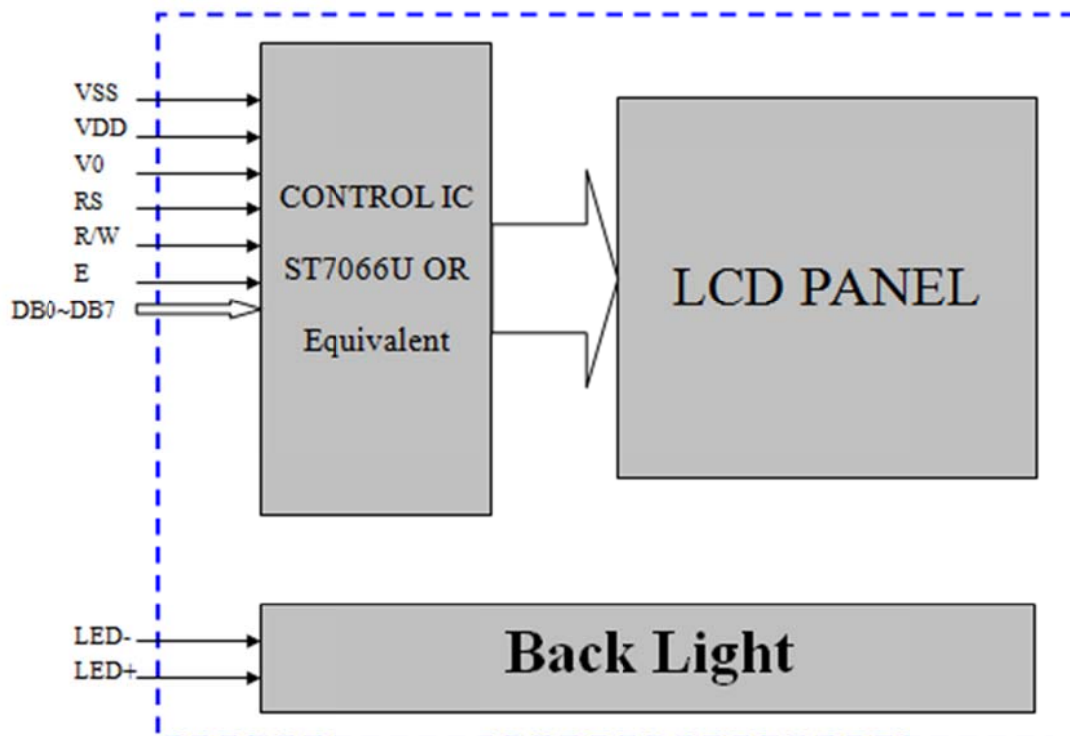 VSS
VDD
V0
RS
R/W
E
DB0~DB7
CONTROL IC
ST7066U OR
Equivalent
LCD PANEL
LED-
LED+
Back Light